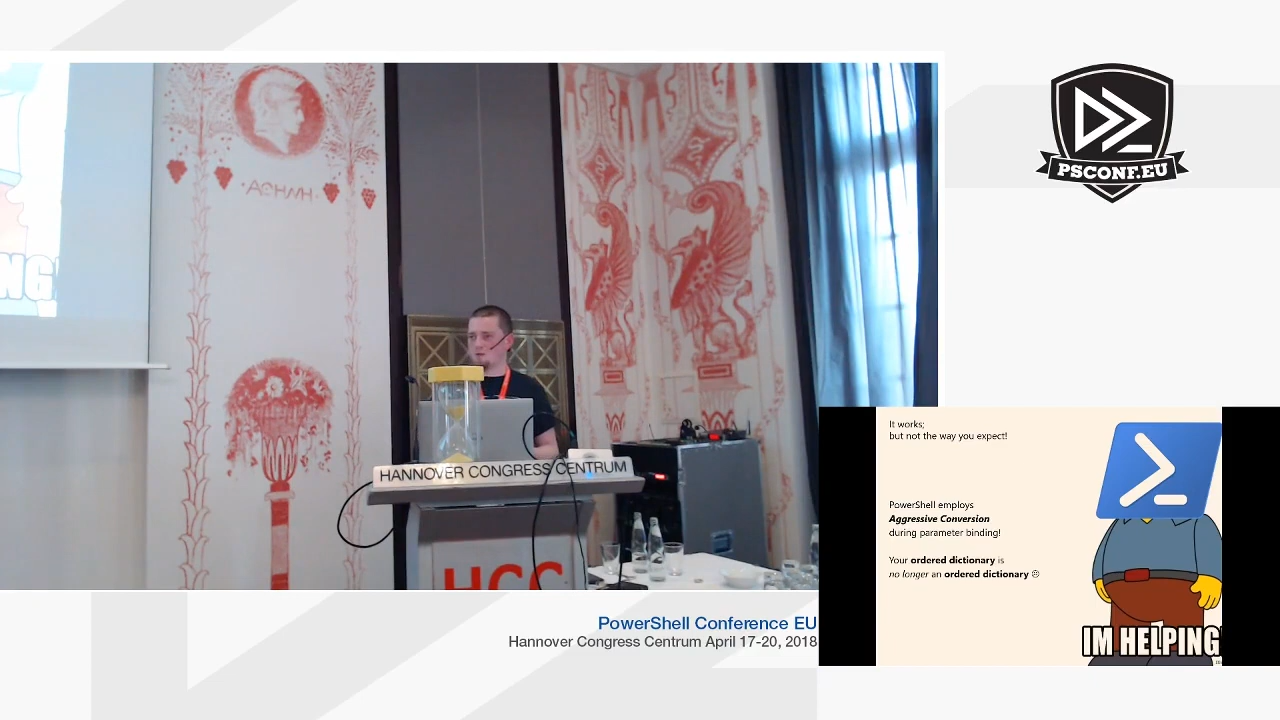 NG
·ΑΘΗΝΗ·
HANNOVER CONGRESS CENTRUM
HCC
PSCONF.EU
It works;
but not the way you expect!
PowerShell employs
Aggressive Conversion
during parameter binding!
Your ordered dictionary is
no longer an ordered dictionary ☹
IM HELPING
PowerShell Conference EU
Hannover Congress Centrum April 17-20, 2018